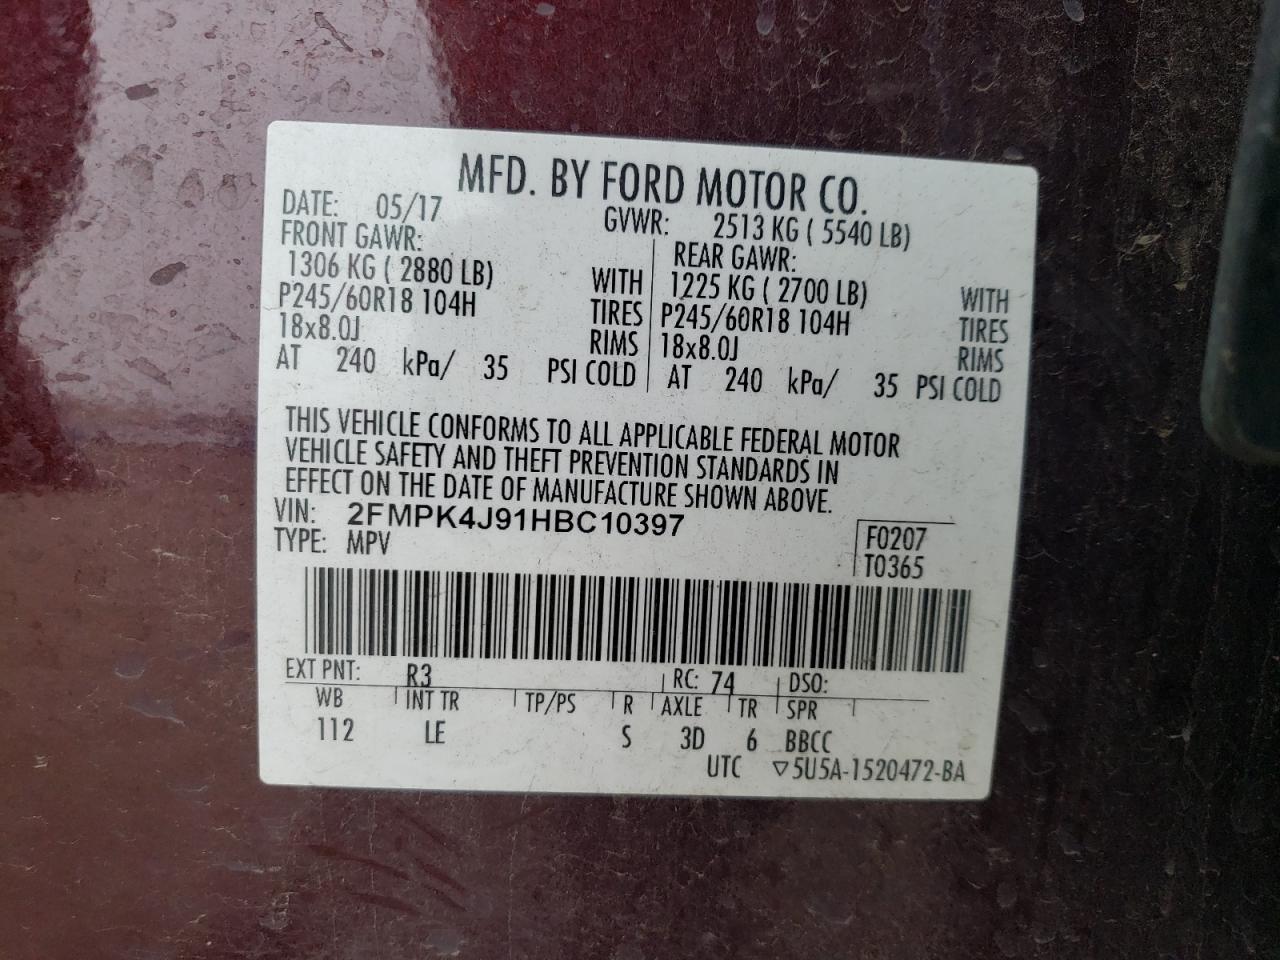 MFD. BY FORD MOTOR CO.
DATE: 05/17 GVWR: 2513 KG ( 5540 LB)
FRONT GAWR: REAR GAWR:
1306 KG ( 2880 LB) WITH 1225 KG ( 2700 LB) WITH
P245/60R18 104H TIRES P245/60R18 104H TIRES
18x8.0J RIMS 18x8.0J RIMS
AT 240 kPa/ 35 PSI COLD AT 240 kPa/ 35 PSI COLD
THIS VEHICLE CONFORMS TO ALL APPLICABLE FEDERAL MOTOR
VEHICLE SAFETY AND THEFT PREVENTION STANDARDS IN
EFFECT ON THE DATE OF MANUFACTURE SHOWN ABOVE.
VIN: 2FMPK4J91HBC10397
TYPE: MPV F0207
T0365
EXT PNT: R3 RC: 74 DSO:
WB INT TR TP/PS R AXLE TR SPR
112 LE S 3D 6 BBCC
UTC ▽5U5A-1520472-BA